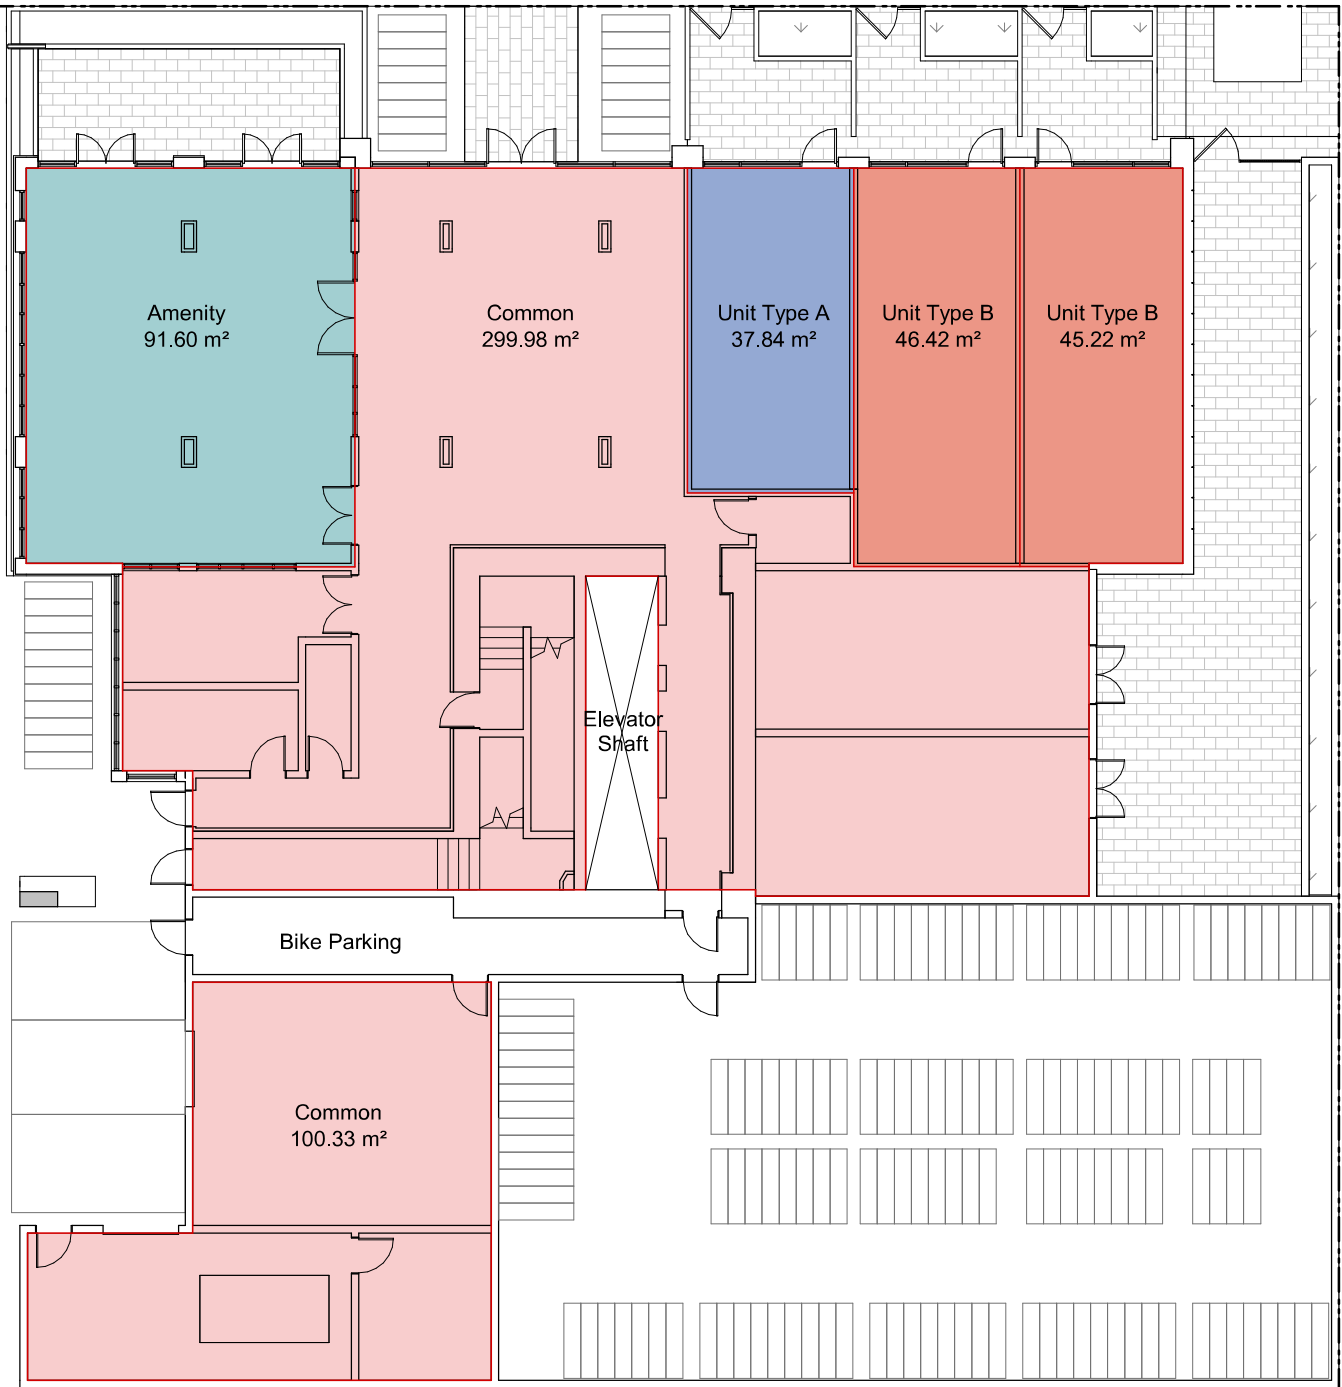 Amenity
91.60 m²
Common
299.98 m²
Unit Type A
37.84 m²
Unit Type B
46.42 m²
Unit Type B
45.22 m²
Elevator
Shaft
Bike Parking
Common
100.33 m²